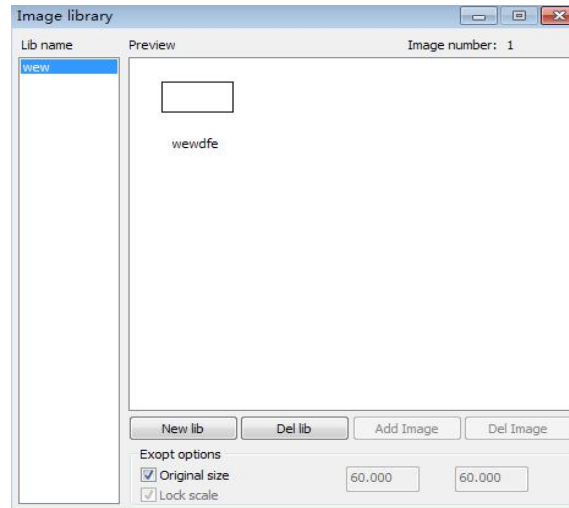 Image library
Lib name Preview Image number: 1
wew
wewdfe
New lib Del lib Add Image Del Image
Exopt options
Original size 60.000 60.000
Lock scale